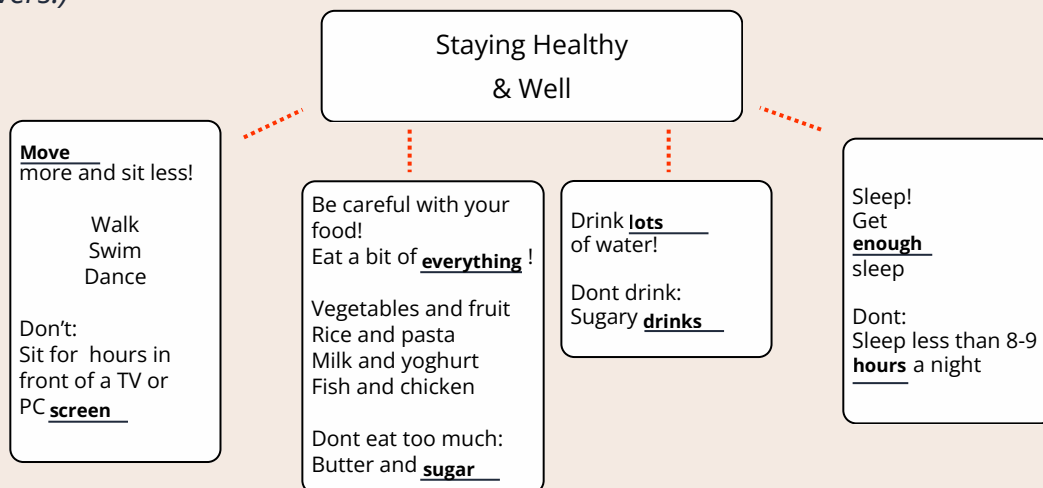 Staying Healthy
& Well
Move
more and sit less!
Walk
Swim
Dance
Don't:
Sit for hours in
front of a TV or
PC screen
Be careful with your
food!
Eat a bit of everything !
Vegetables and fruit
Rice and pasta
Milk and yoghurt
Fish and chicken
Dont eat too much:
Butter and sugar
Drink lots
of water!
Dont drink:
Sugary drinks
Sleep!
Get
enough
sleep
Dont:
Sleep less than 8-9
hours a night